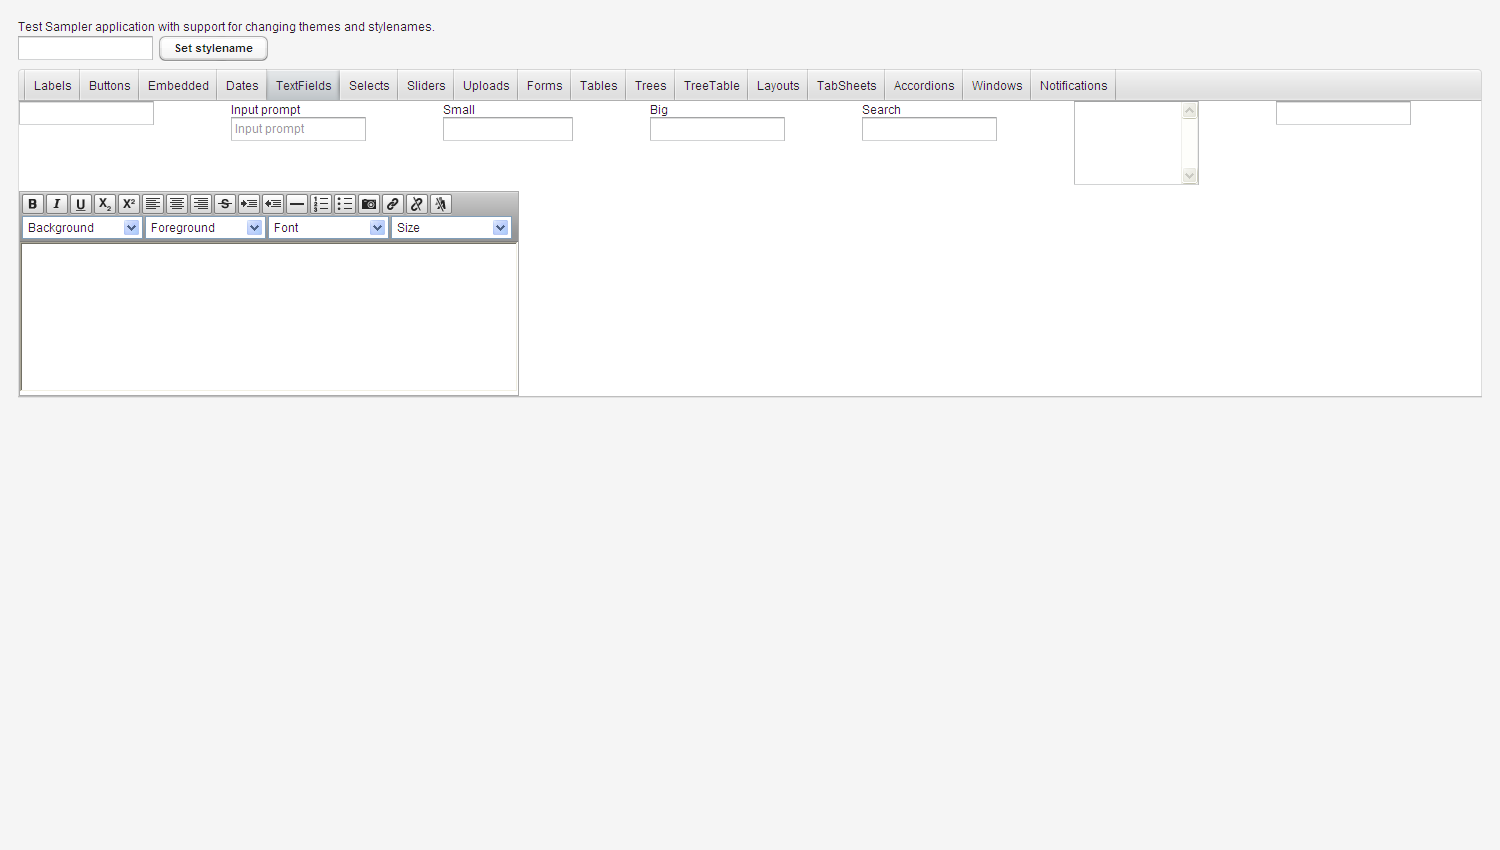 Test Sampler application with support for changing themes and stylenames.
Set stylename
Labels Buttons Embedded Dates TextFields Selects Sliders Uploads Forms Tables Trees TreeTable Layouts TabSheets Accordions Windows Notifications
Input prompt Small Big Search
Input prompt
B I U X₂ X² S
Background Foreground Font Size